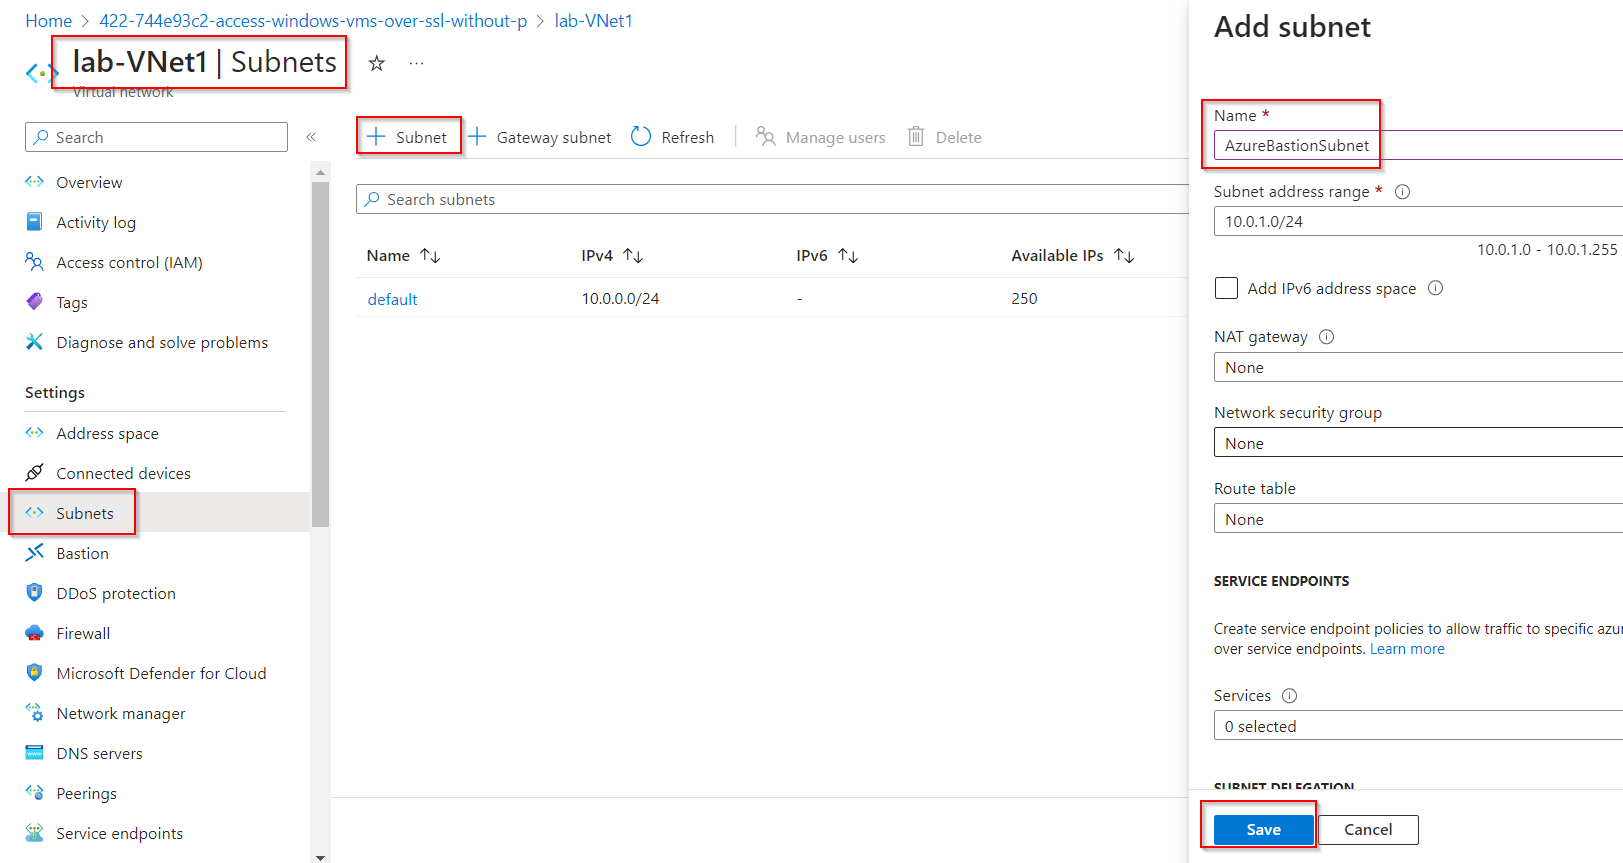 Home > 422-744e93c2-access-windows-vms-over-ssl-without-p > lab-VNet1
lab-VNet1 | Subnets
Virtual network
Search
Overview
Activity log
Access control (IAM)
Tags
Diagnose and solve problems
Settings
Address space
Connected devices
Subnets
Bastion
DDoS protection
Firewall
Microsoft Defender for Cloud
Network manager
DNS servers
Peerings
Service endpoints
+ Subnet + Gateway subnet Refresh Manage users Delete
Search subnets
Name IPv4 IPv6 Available IPs
default 10.0.0.0/24 - 250
Add subnet
Name *
AzureBastionSubnet
Subnet address range *
10.0.1.0/24
10.0.1.0 - 10.0.1.255
Add IPv6 address space
NAT gateway
None
Network security group
None
Route table
None
SERVICE ENDPOINTS
Create service endpoint policies to allow traffic to specific azu
over service endpoints. Learn more
Services
0 selected
SUBNET DELEGATION
Save Cancel